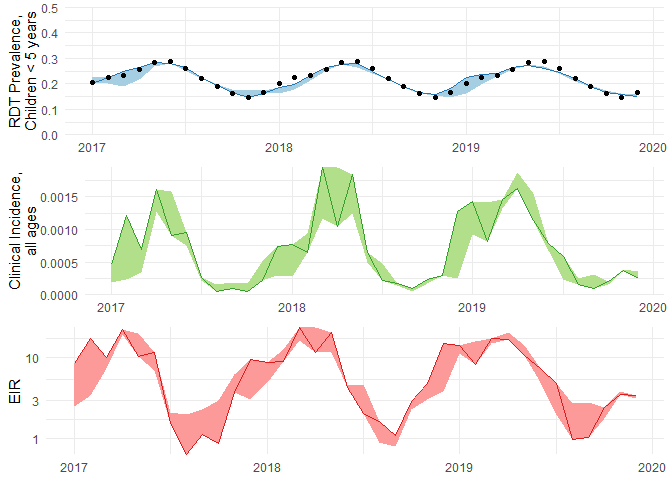 RDT Prevalence,
Children < 5 years
0.5
0.4
0.3
0.2
0.1
0.0
2017 2018 2019 2020
Clinical Incidence,
all ages
0.0015
0.0010
0.0005
0.0000
2017 2018 2019 2020
EIR
10
3
1
2017 2018 2019 2020